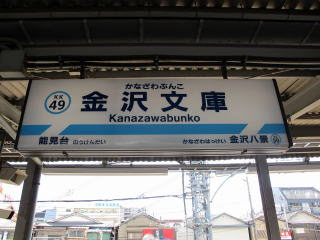 かなざわぶんこ
KK
49
金沢文庫
Kanazawabunko
能見台 のうけんだい
かなざわはっけい 金沢八景